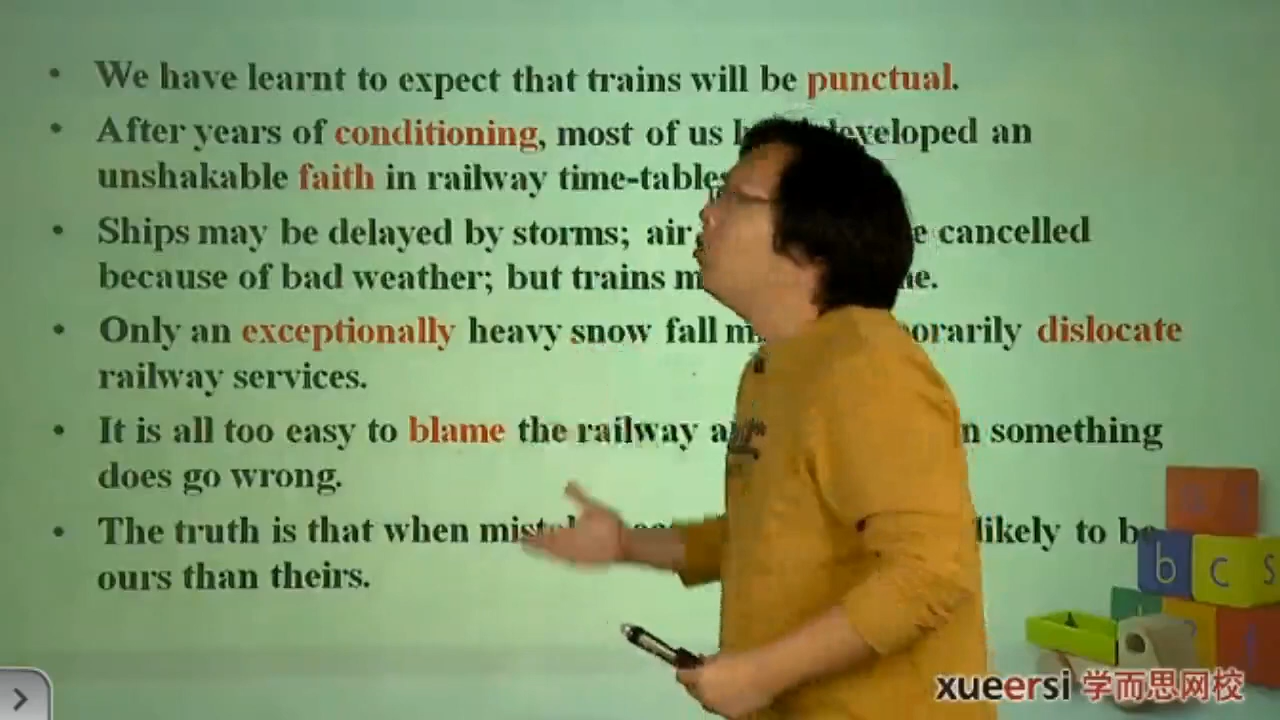 We have learnt to expect that trains will be punctual.
After years of conditioning, most of us developed an
unshakable faith in railway time-tables
Ships may be delayed by storms; air cancelled
because of bad weather; but trains
Only an exceptionally heavy snow fall dislocate
railway services.
It is all too easy to blame the railway something
does go wrong.
The truth is that when likely to be
ours than theirs.
b c s
xueersi 学而思网校